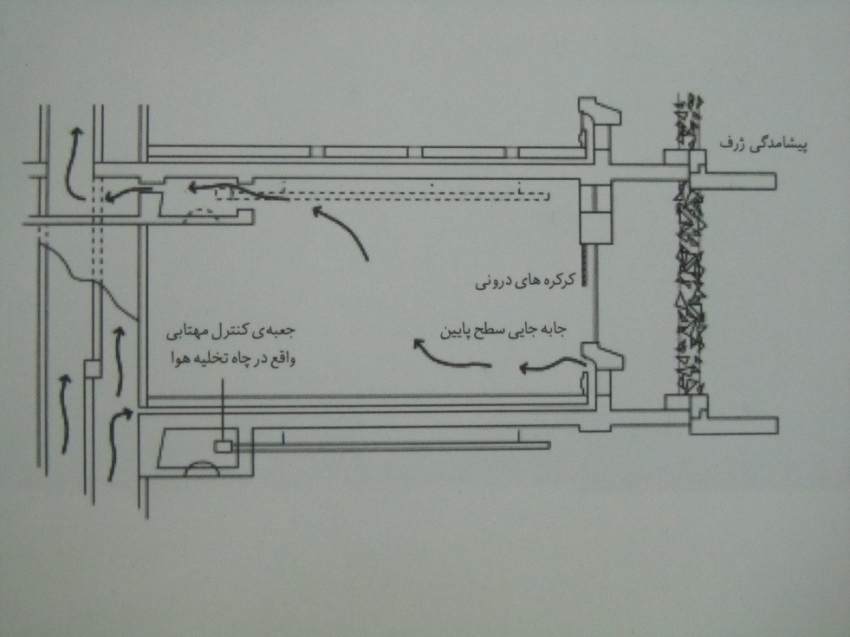 پیشامدگی ژرف
کرکره های درونی
جابه جایی سطح پایین
جعبه‌ی کنترل مهتابی
واقع در چاه تخلیه هوا